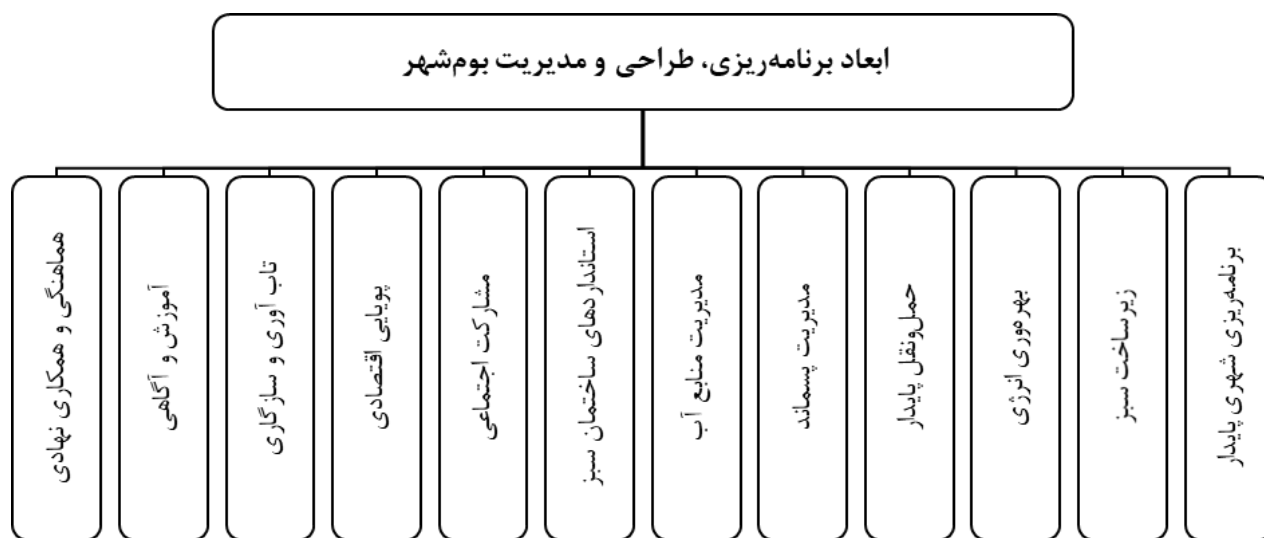 ابعاد برنامه‌ریزی، طراحی و مدیریت بوم‌شهر
برنامه‌ریزی شهری پایدار
زیرساخت سبز
بهره‌وری انرژی
حمل‌ونقل پایدار
مدیریت پسماند
مدیریت منابع آب
استانداردهای ساختمان سبز
مشارکت اجتماعی
پویایی اقتصادی
تاب آوری و سازگاری
آموزش و آگاهی
هماهنگی و همکاری نهادی